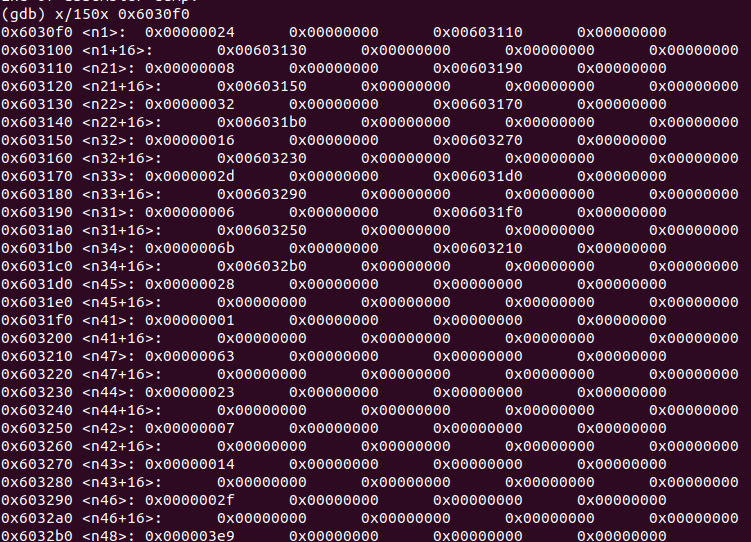 (gdb) x/150x 0x6030f0
0x6030f0 <n1>: 0x00000024 0x00000000 0x00603110 0x00000000
0x603100 <n1+16>: 0x00603130 0x00000000 0x00000000 0x00000000
0x603110 <n21>: 0x00000008 0x00000000 0x00603190 0x00000000
0x603120 <n21+16>: 0x00603150 0x00000000 0x00000000 0x00000000
0x603130 <n22>: 0x00000032 0x00000000 0x00603170 0x00000000
0x603140 <n22+16>: 0x006031b0 0x00000000 0x00000000 0x00000000
0x603150 <n32>: 0x00000016 0x00000000 0x00603270 0x00000000
0x603160 <n32+16>: 0x00603230 0x00000000 0x00000000 0x00000000
0x603170 <n33>: 0x0000002d 0x00000000 0x006031d0 0x00000000
0x603180 <n33+16>: 0x00603290 0x00000000 0x00000000 0x00000000
0x603190 <n31>: 0x00000006 0x00000000 0x006031f0 0x00000000
0x6031a0 <n31+16>: 0x00603250 0x00000000 0x00000000 0x00000000
0x6031b0 <n34>: 0x0000006b 0x00000000 0x00603210 0x00000000
0x6031c0 <n34+16>: 0x006032b0 0x00000000 0x00000000 0x00000000
0x6031d0 <n45>: 0x00000028 0x00000000 0x00000000 0x00000000
0x6031e0 <n45+16>: 0x00000000 0x00000000 0x00000000 0x00000000
0x6031f0 <n41>: 0x00000001 0x00000000 0x00000000 0x00000000
0x603200 <n41+16>: 0x00000000 0x00000000 0x00000000 0x00000000
0x603210 <n47>: 0x00000063 0x00000000 0x00000000 0x00000000
0x603220 <n47+16>: 0x00000000 0x00000000 0x00000000 0x00000000
0x603230 <n44>: 0x00000023 0x00000000 0x00000000 0x00000000
0x603240 <n44+16>: 0x00000000 0x00000000 0x00000000 0x00000000
0x603250 <n42>: 0x00000007 0x00000000 0x00000000 0x00000000
0x603260 <n42+16>: 0x00000000 0x00000000 0x00000000 0x00000000
0x603270 <n43>: 0x00000014 0x00000000 0x00000000 0x00000000
0x603280 <n43+16>: 0x00000000 0x00000000 0x00000000 0x00000000
0x603290 <n46>: 0x0000002f 0x00000000 0x00000000 0x00000000
0x6032a0 <n46+16>: 0x00000000 0x00000000 0x00000000 0x00000000
0x6032b0 <n48>: 0x000003e9 0x00000000 0x00000000 0x00000000